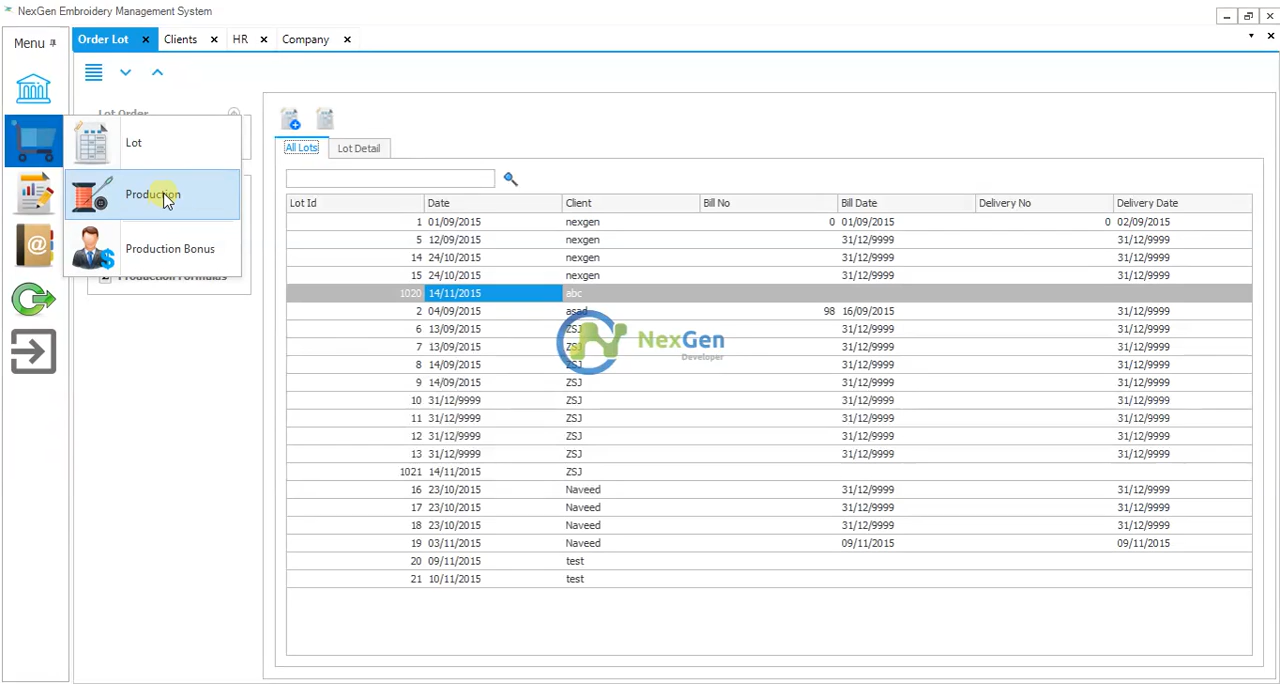 NexGen Embroidery Management System
Menu
Order Lot Clients HR Company
Lot Order
Lot
Production
Production Bonus
Production Formulas
All Lots Lot Detail
Lot Id Date Client Bill No Bill Date Delivery No Delivery Date
1 01/09/2015 nexgen 0 01/09/2015 0 02/09/2015
5 12/09/2015 nexgen 31/12/9999 31/12/9999
14 24/10/2015 nexgen 31/12/9999 31/12/9999
15 24/10/2015 nexgen 31/12/9999 31/12/9999
1020 14/11/2015 abc
2 04/09/2015 asad 98 16/09/2015 31/12/9999
6 13/09/2015 ZSJ 31/12/9999 31/12/9999
7 13/09/2015 ZSJ 31/12/9999 31/12/9999
8 14/09/2015 ZSJ 31/12/9999 31/12/9999
9 14/09/2015 ZSJ 31/12/9999 31/12/9999
10 31/12/9999 ZSJ 31/12/9999 31/12/9999
11 31/12/9999 ZSJ 31/12/9999 31/12/9999
12 31/12/9999 ZSJ 31/12/9999 31/12/9999
13 31/12/9999 ZSJ 31/12/9999 31/12/9999
1021 14/11/2015 ZSJ
16 23/10/2015 Naveed 31/12/9999 31/12/9999
17 23/10/2015 Naveed 31/12/9999 31/12/9999
18 23/10/2015 Naveed 31/12/9999 31/12/9999
19 03/11/2015 Naveed 09/11/2015 09/11/2015
20 09/11/2015 test
21 10/11/2015 test
NexGen
Developer